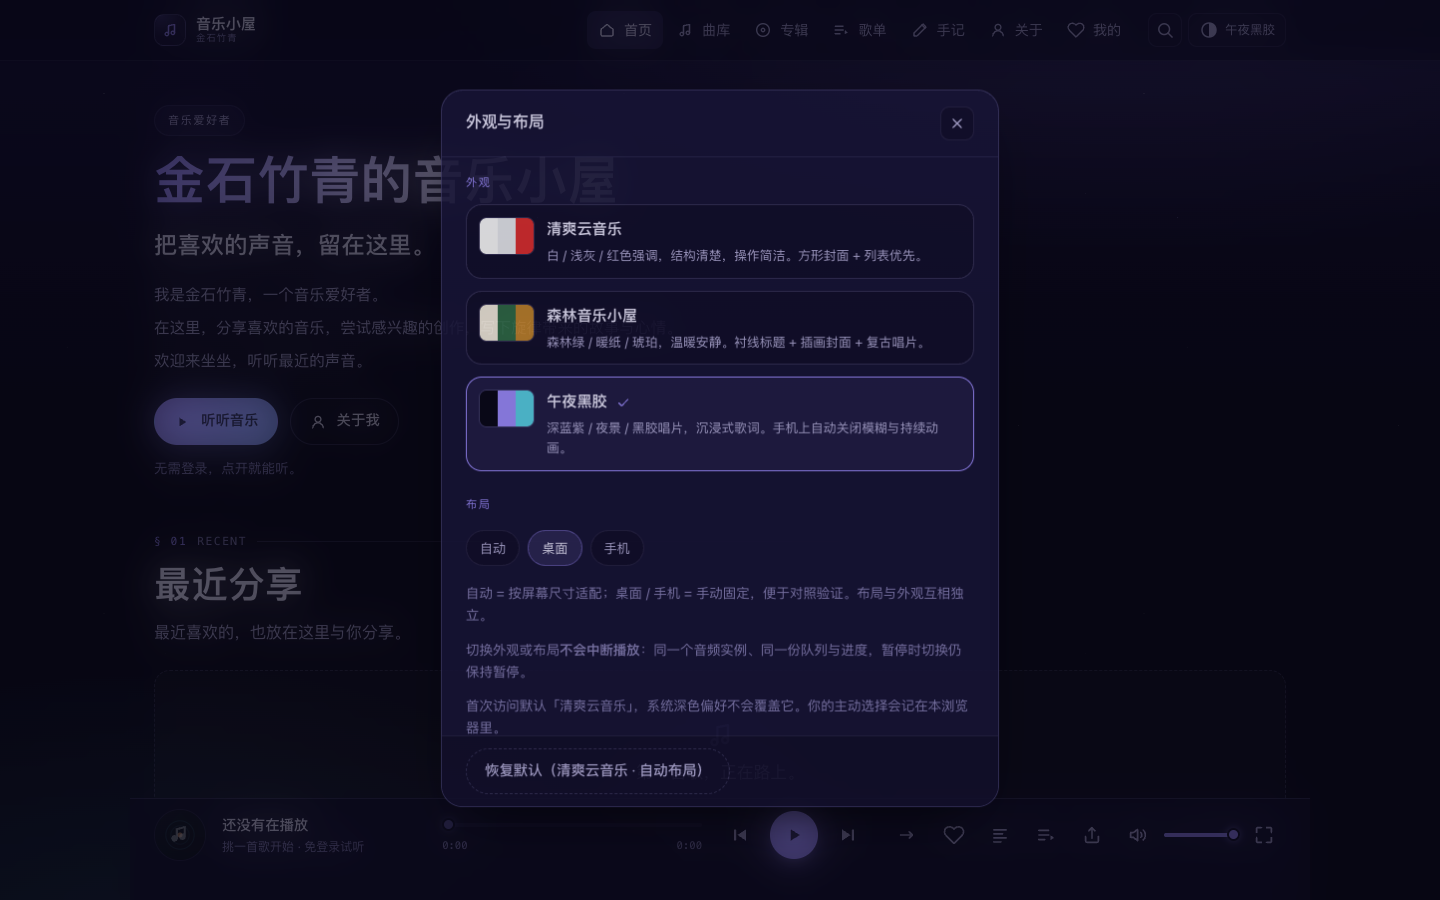 音乐小屋
金石竹青
首页
曲库
专辑
歌单
手记
关于
我的
午夜黑胶
音乐爱好者
金石竹青的音乐小屋
把喜欢的声音，留在这里。
我是金石竹青，一个音乐爱好者。
在这里，分享喜欢的音乐，尝试感兴趣的创作，
欢迎来坐坐，听听最近的声音。
听听音乐
关于我
无需登录，点开就能听。
§ 01 RECENT
最近分享
最近喜欢的，也放在这里与你分享。
外观与布局
外观
清爽云音乐
白 / 浅灰 / 红色强调，结构清楚，操作简洁。方形封面 + 列表优先。
森林音乐小屋
森林绿 / 暖纸 / 琥珀，温暖安静。衬线标题 + 插画封面 + 复古唱片。
午夜黑胶
深蓝紫 / 夜景 / 黑胶唱片，沉浸式歌词。手机上自动关闭模糊与持续动
画。
布局
自动
桌面
手机
自动 = 按屏幕尺寸适配；桌面 / 手机 = 手动固定，便于对照验证。布局与外观互相独
立。
切换外观或布局不会中断播放：同一个音频实例、同一份队列与进度，暂停时切换仍
保持暂停。
首次访问默认「清爽云音乐」，系统深色偏好不会覆盖它。你的主动选择会记在本浏览
器里。
恢复默认（清爽云音乐 · 自动布局）
正在路上。
还没有在播放
挑一首歌开始 · 免登录试听
0:00
0:00